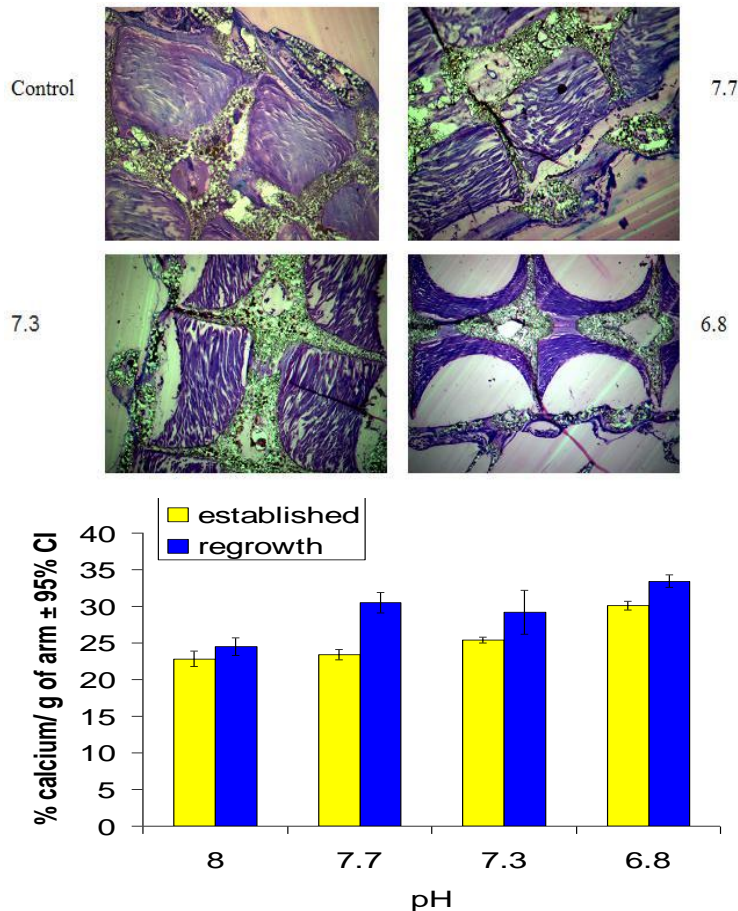 Control
7.7
7.3
6.8
established
regrowth
% calcium/ g of arm ± 95% CI
40
35
30
25
20
15
10
5
0
8 7.7 7.3 6.8
pH